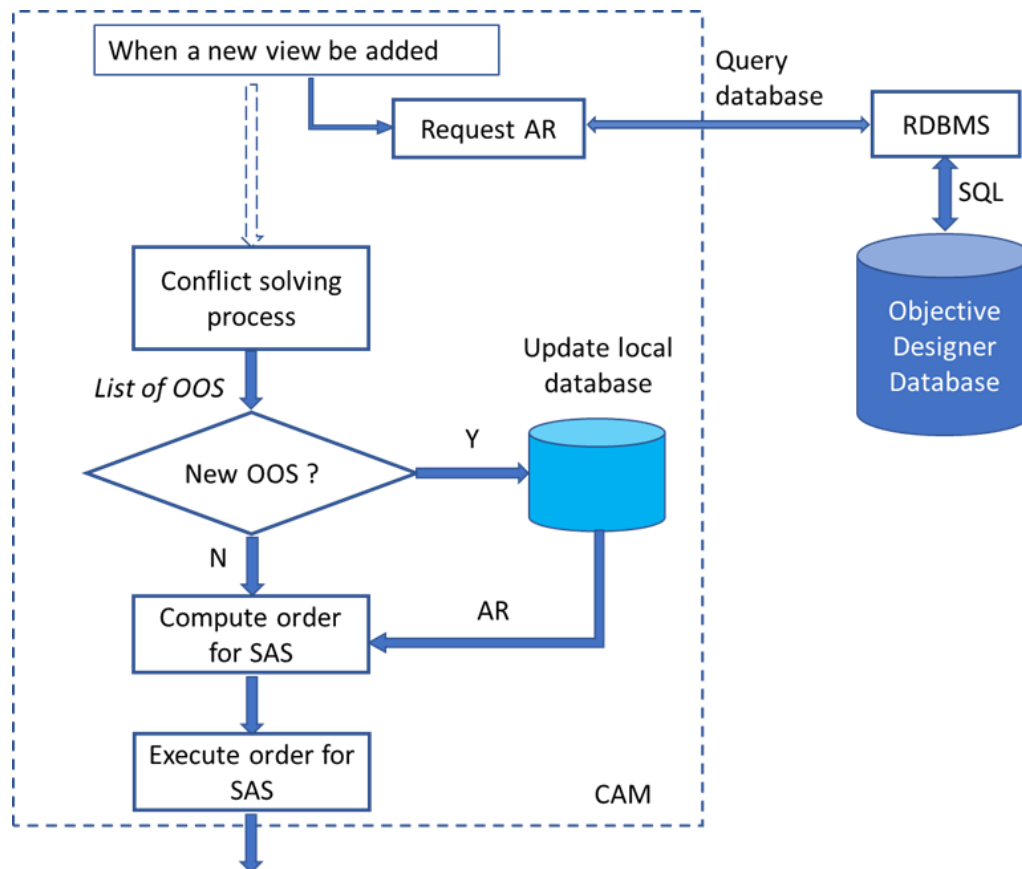 When a new view be added
Query
database
Request AR
RDBMS
SQL
Conflict solving
process
Objective
Designer
Database
Update local
database
List of OOS
Y
New OOS ?
N
AR
Compute order
for SAS
Execute order for
SAS
CAM